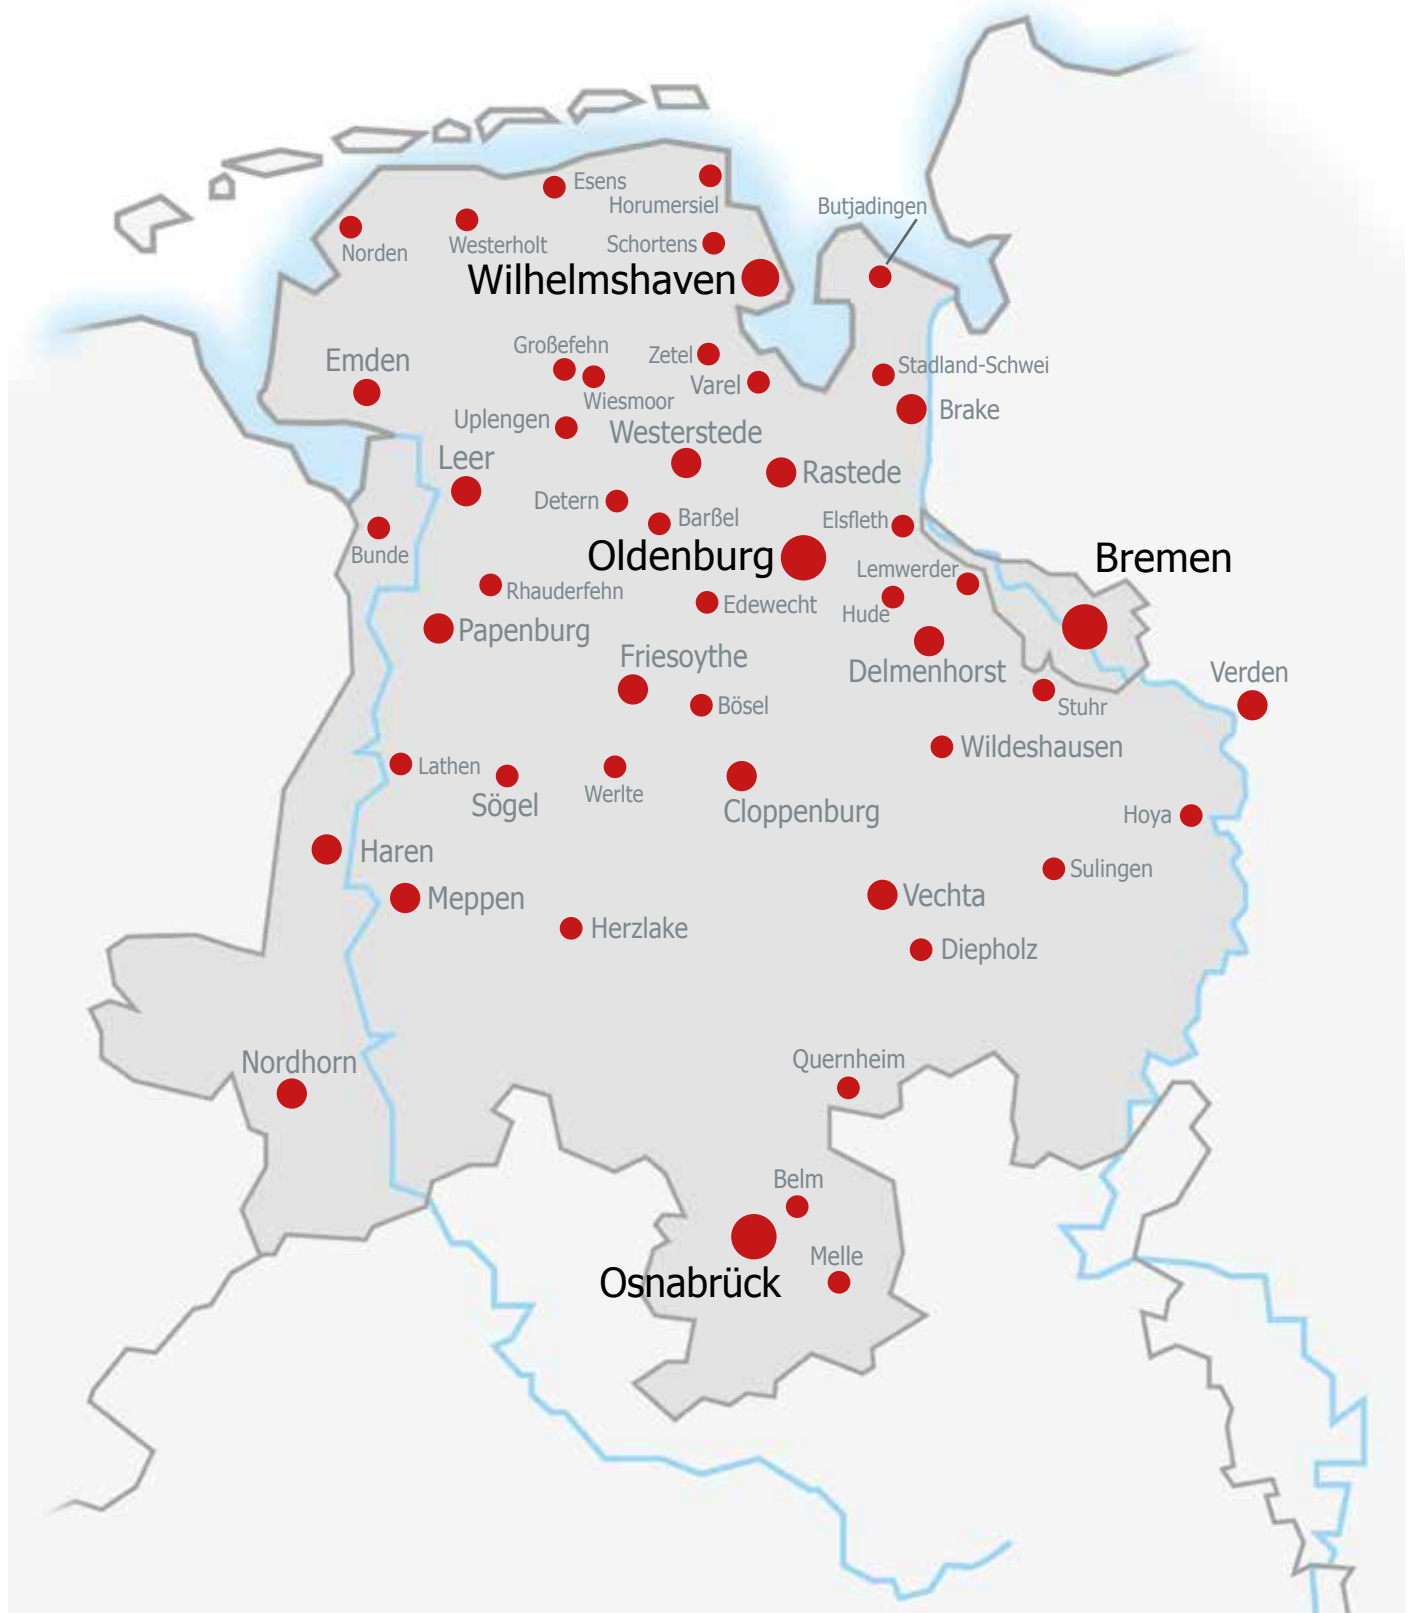 Esens
Horumersiel
Butjadingen
Norden
Westerholt
Schortens
Wilhelmshaven
Großefehn
Zetel
Emden
Stadland-Schwei
Varel
Wiesmoor
Brake
Uplengen
Westerstede
Leer
Rastede
Detern
Barßel
Elsfleth
Bunde
Oldenburg
Bremen
Lemwerder
Rhauderfehn
Edewecht
Hude
Papenburg
Friesoythe
Delmenhorst
Verden
Bösel
Stuhr
Wildeshausen
Lathen
Sögel
Werlte
Cloppenburg
Hoya
Haren
Sulingen
Meppen
Vechta
Herzlake
Diepholz
Nordhorn
Quernheim
Belm
Melle
Osnabrück